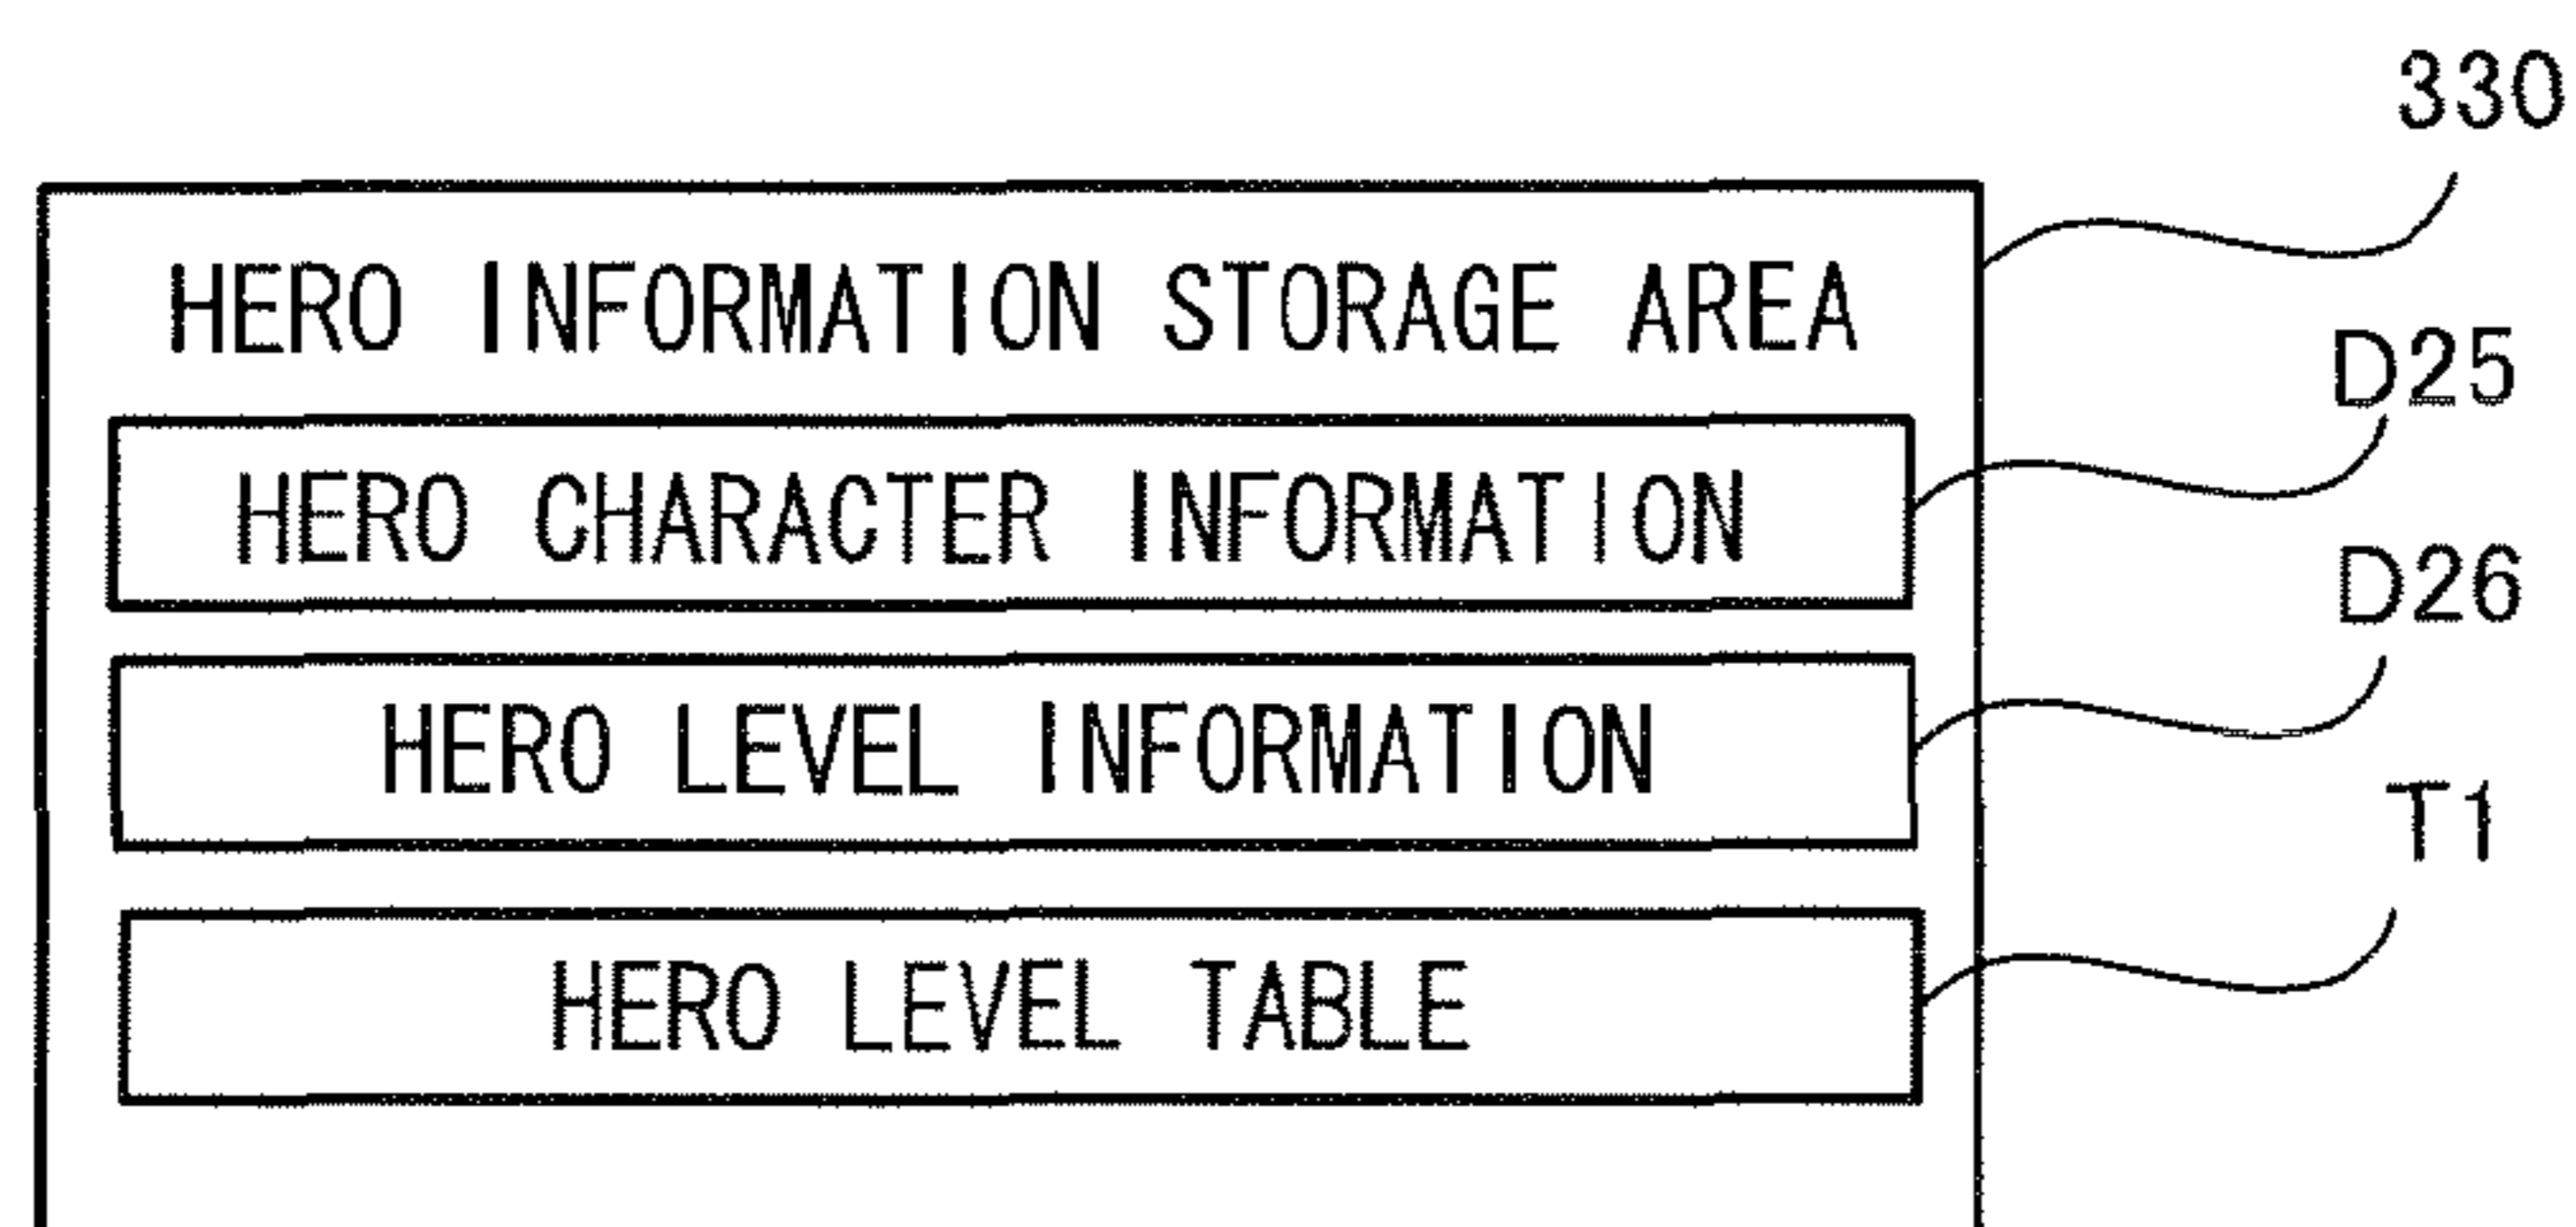 330
HERO INFORMATION STORAGE AREA
D25
HERO CHARACTER INFORMATION
D26
HERO LEVEL INFORMATION
T1
HERO LEVEL TABLE